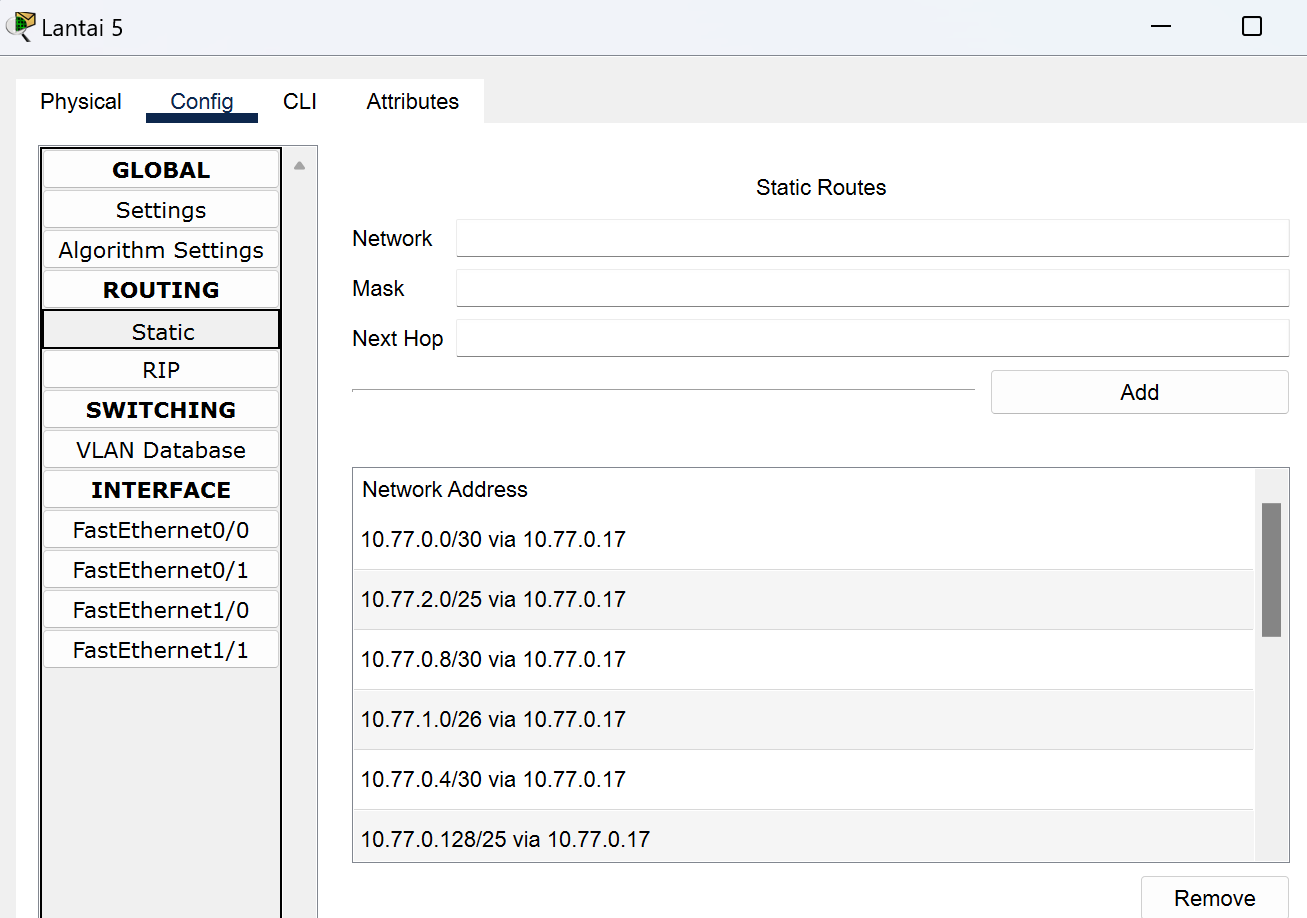 Lantai 5
Physical Config CLI Attributes
GLOBAL
Settings
Algorithm Settings
ROUTING
Static
RIP
SWITCHING
VLAN Database
INTERFACE
FastEthernet0/0
FastEthernet0/1
FastEthernet1/0
FastEthernet1/1
Static Routes
Network
Mask
Next Hop
Add
Network Address
10.77.0.0/30 via 10.77.0.17
10.77.2.0/25 via 10.77.0.17
10.77.0.8/30 via 10.77.0.17
10.77.1.0/26 via 10.77.0.17
10.77.0.4/30 via 10.77.0.17
10.77.0.128/25 via 10.77.0.17
Remove